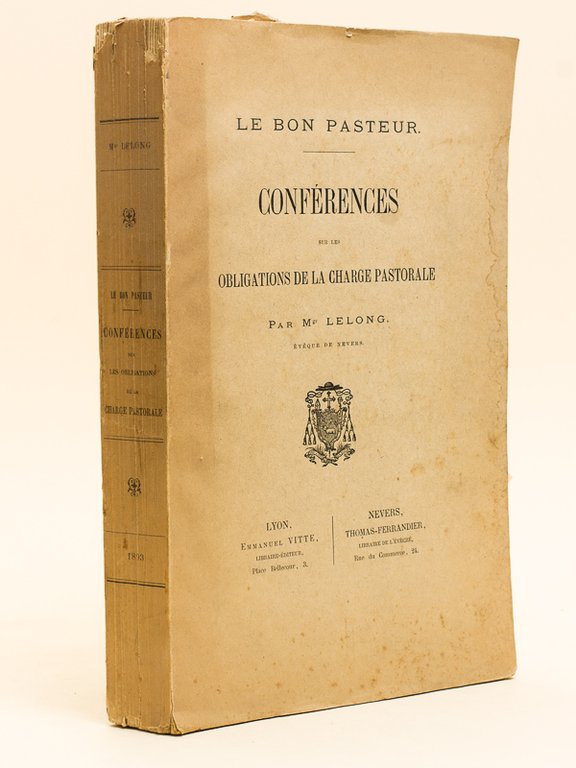 Mgr LELONG
LE BON PASTEUR
CONFÉRENCES
SUR
LES OBLIGATIONS
DE LA
CHARGE PASTORALE
1893
LE BON PASTEUR.
CONFÉRENCES
SUR LES
OBLIGATIONS DE LA CHARGE PASTORALE
PAR Mgr LELONG.
ÉVÊQUE DE NEVERS.
LYON,
EMMANUEL VITTE,
LIBRAIRE-ÉDITEUR,
Place Bellecour, 3.
NEVERS,
THOMAS-FERRANDIER,
LIBRAIRE DE L'ÉVÊCHÉ,
Rue du Commerce, 24.